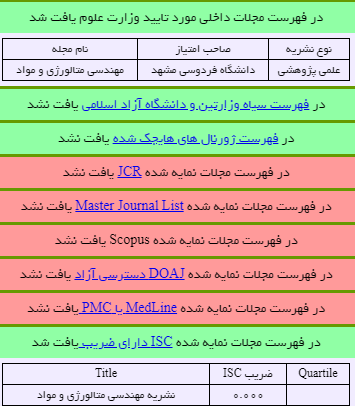 در فهرست مجلات داخلی مورد تایید وزارت علوم یافت شد
نام مجله صاحب امتیاز نوع نشریه
مهندسی متالورژی و مواد دانشگاه فردوسی مشهد علمی پژوهشی
در فهرست سیاه وزارتین و دانشگاه آزاد اسلامی یافت نشد
در فهرست ژورنال های هایجک شده یافت نشد
در فهرست مجلات نمایه شده JCR یافت نشد
در فهرست مجلات نمایه شده Master Journal List یافت نشد
در فهرست مجلات نمایه شده Scopus یافت نشد
در فهرست مجلات نمایه شده DOAJ دسترسی آزاد یافت نشد
در فهرست مجلات نمایه شده MedLine یا PMC یافت نشد
در فهرست مجلات نمایه شده ISC دارای ضریب یافت شد
Title ضریب ISC Quartile
نشریه مهندسی متالورژی و مواد ۰.۰۰۰